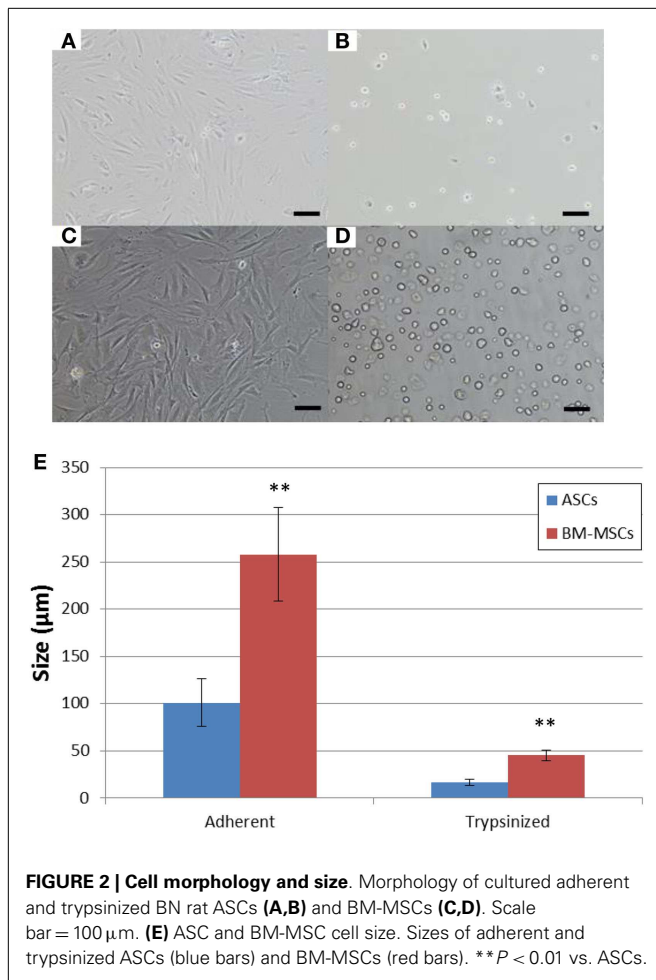 A
B
C
D
E
350
300
250
200
150
100
50
0
Size (µm)
**
**
ASCs
BM-MSCs
Adherent
Trypsinized
FIGURE 2 | Cell morphology and size. Morphology of cultured adherent
and trypsinized BN rat ASCs (A,B) and BM-MSCs (C,D). Scale
bar = 100 µm. (E) ASC and BM-MSC cell size. Sizes of adherent and
trypsinized ASCs (blue bars) and BM-MSCs (red bars). **P < 0.01 vs. ASCs.